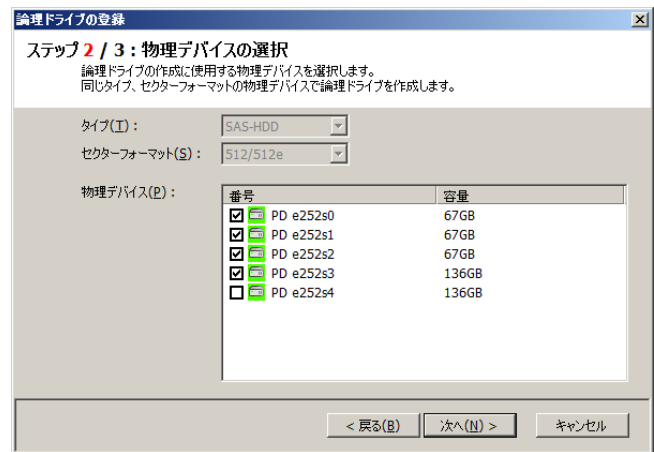 論理ドライブの登録
ステップ 2 / 3 : 物理デバイスの選択
論理ドライブの作成に使用する物理デバイスを選択します。
同じタイプ、セクターフォーマットの物理デバイスで論理ドライブを作成します。
タイプ(T) : SAS-HDD
セクターフォーマット(S) : 512/512e
物理デバイス(P) :
番号 容量
PD e252s0 67GB
PD e252s1 67GB
PD e252s2 67GB
PD e252s3 136GB
PD e252s4 136GB
< 戻る(B) 次へ(N) > キャンセル